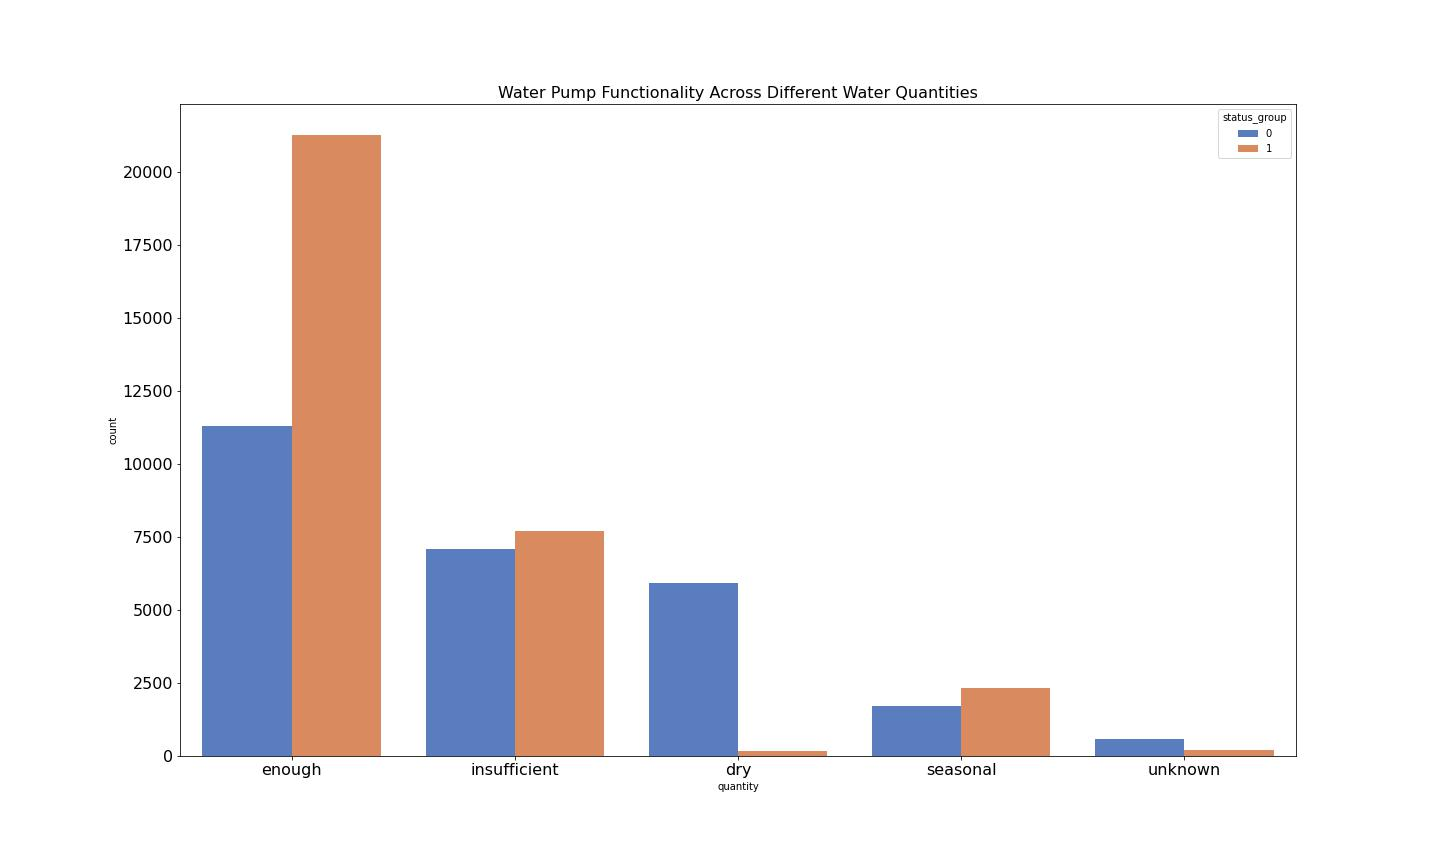 Water Pump Functionality Across Different Water Quantities
status_group
0
1
20000
17500
15000
12500
10000
7500
5000
2500
0
count
enough insufficient dry seasonal unknown
quantity